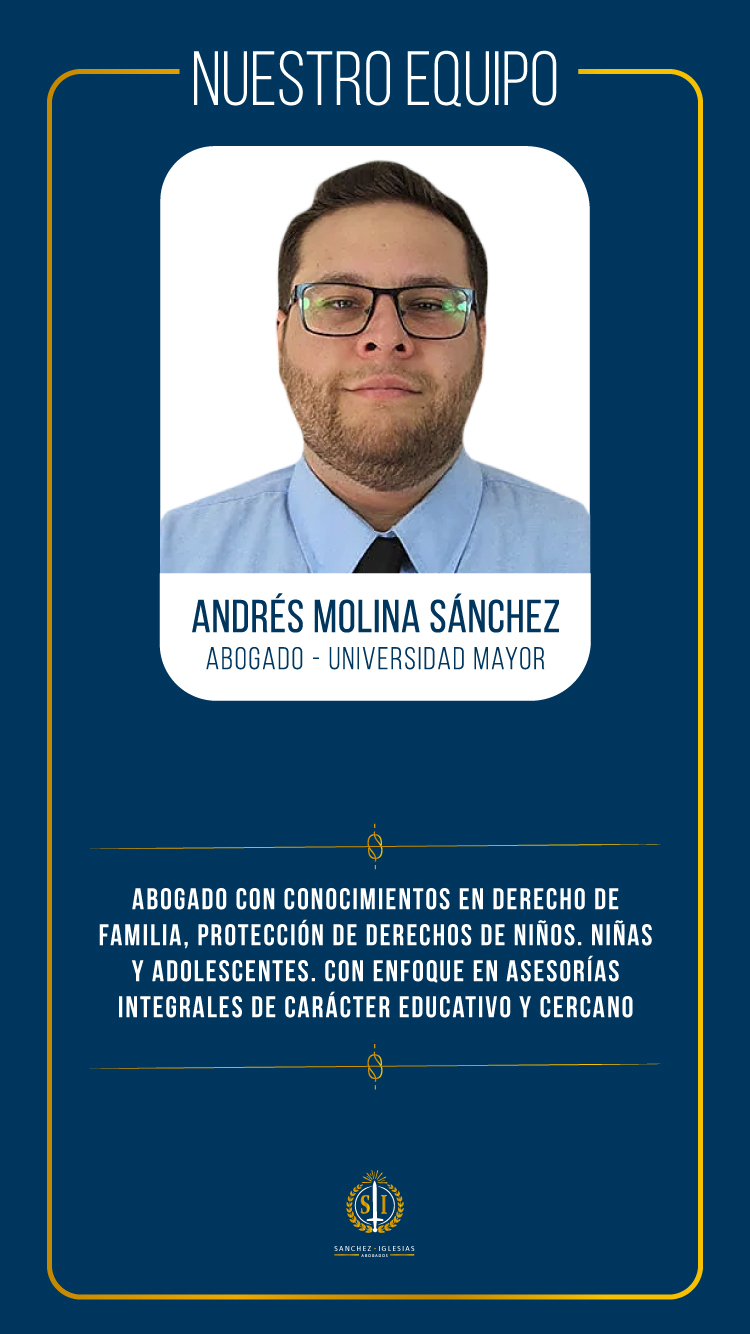 NUESTRO EQUIPO
ANDRÉS MOLINA SÁNCHEZ
ABOGADO - UNIVERSIDAD MAYOR
ABOGADO CON CONOCIMIENTOS EN DERECHO DE
FAMILIA, PROTECCIÓN DE DERECHOS DE NIÑOS. NIÑAS
Y ADOLESCENTES. CON ENFOQUE EN ASESORÍAS
INTEGRALES DE CARÁCTER EDUCATIVO Y CERCANO
S I
SANCHEZ - IGLESIAS
ABOGADOS